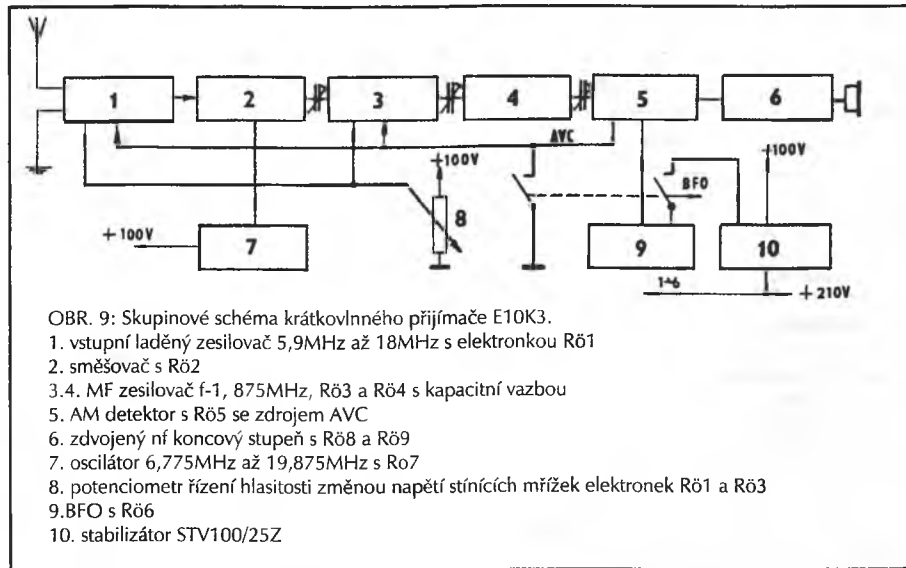 1
2
3
4
5
6
AVC
+100V
+100V
BFO
8
+100V
7
9
10
1÷6
+210V
OBR. 9: Skupinové schéma krátkovlnného přijímače E10K3.
1. vstupní laděný zesilovač 5,9MHz až 18MHz s elektronkou Rö1
2. směšovač s Rö2
3.4. MF zesilovač f-1, 875MHz, Rö3 a Rö4 s kapacitní vazbou
5. AM detektor s Rö5 se zdrojem AVC
6. zdvojený nf koncový stupeň s Rö8 a Rö9
7. oscilátor 6,775MHz až 19,875MHz s Ro7
8. potenciometr řízení hlasitosti změnou napětí stínících mřížek elektronek Rö1 a Rö3
9.BFO s Rö6
10. stabilizátor STV100/25Z